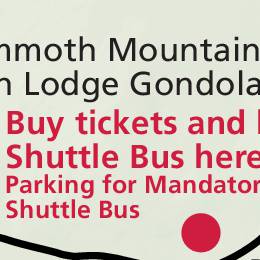 mmoth Mountain
n Lodge Gondola
Buy tickets and
Shuttle Bus here
Parking for Mandator
Shuttle Bus